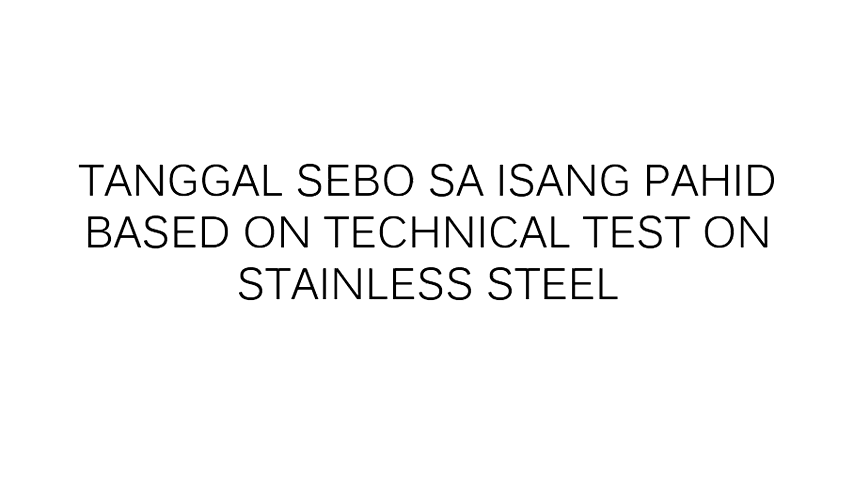 TANGGAL SEBO SA ISANG PAHID
BASED ON TECHNICAL TEST ON
STAINLESS STEEL